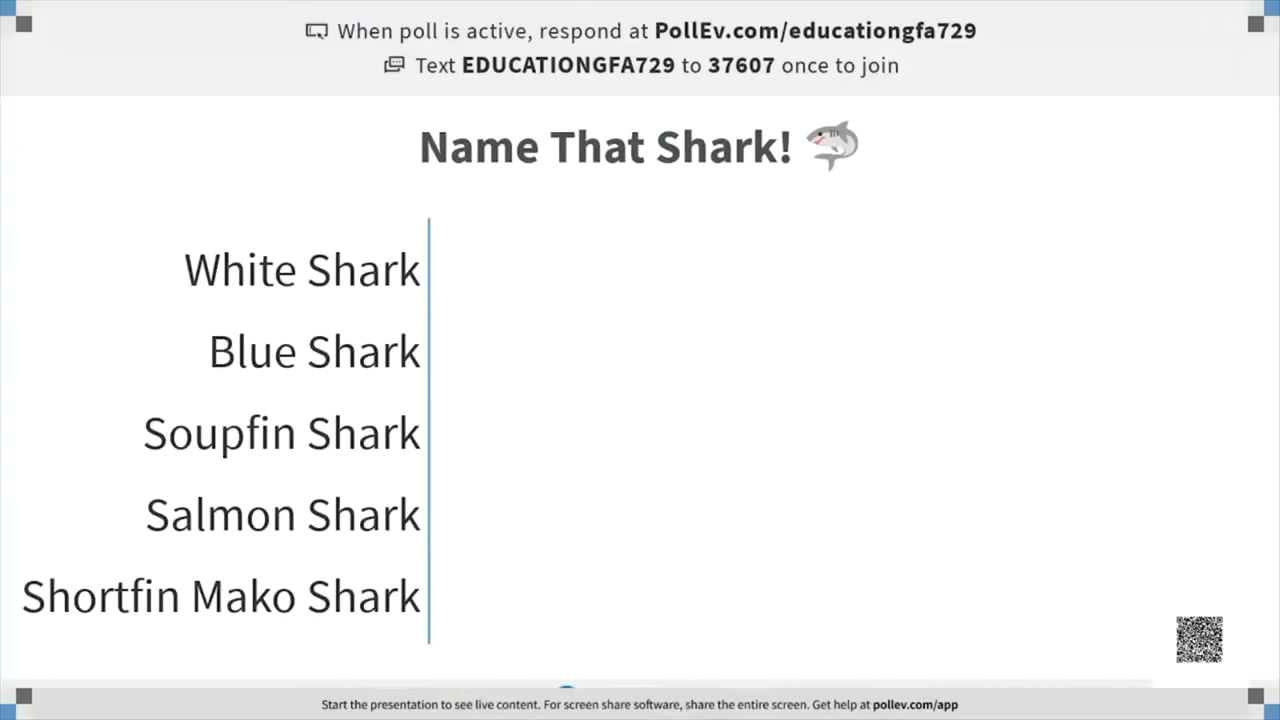 When poll is active, respond at PollEv.com/educationgfa729
Text EDUCATIONGFA729 to 37607 once to join
Name That Shark! 🦈
White Shark
Blue Shark
Soupfin Shark
Salmon Shark
Shortfin Mako Shark
Start the presentation to see live content. For screen share software, share the entire screen. Get help at pollev.com/app